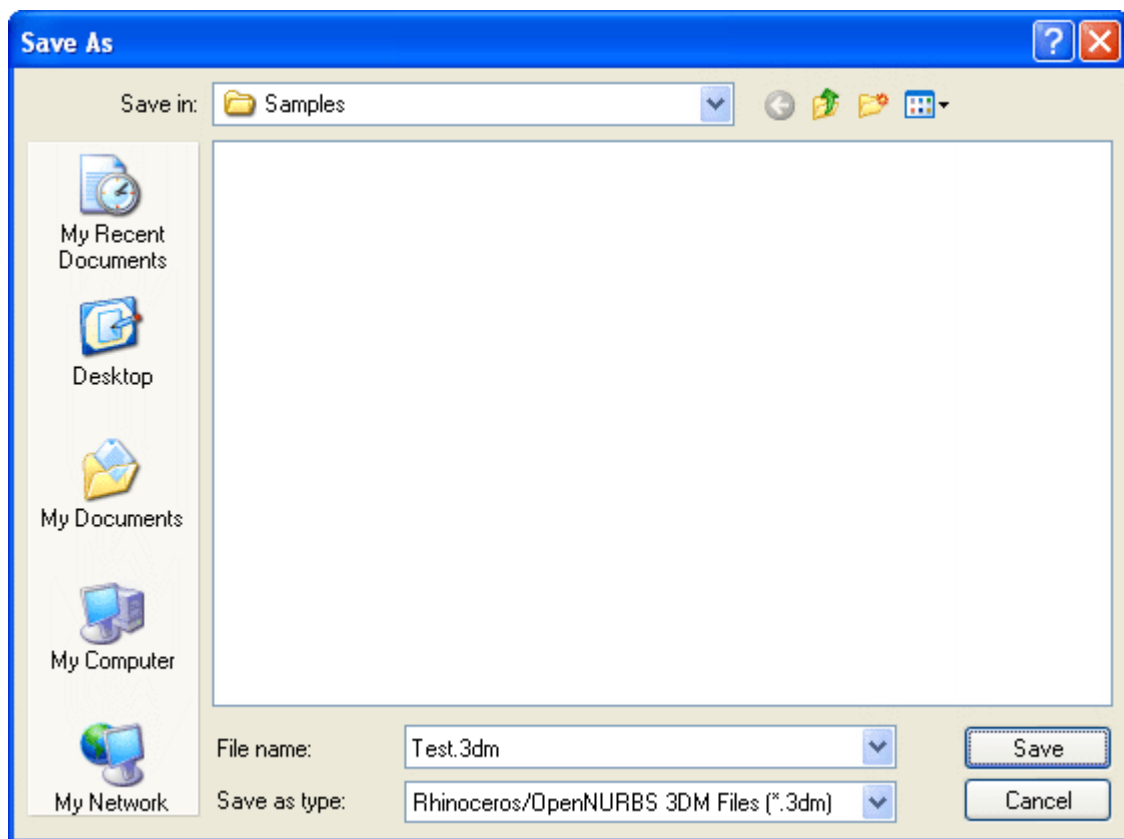 Save As
Save in: Samples
My Recent
Documents
Desktop
My Documents
My Computer
My Network
File name: Test.3dm Save
Save as type: Rhinoceros/OpenNURBS 3DM Files (*.3dm) Cancel